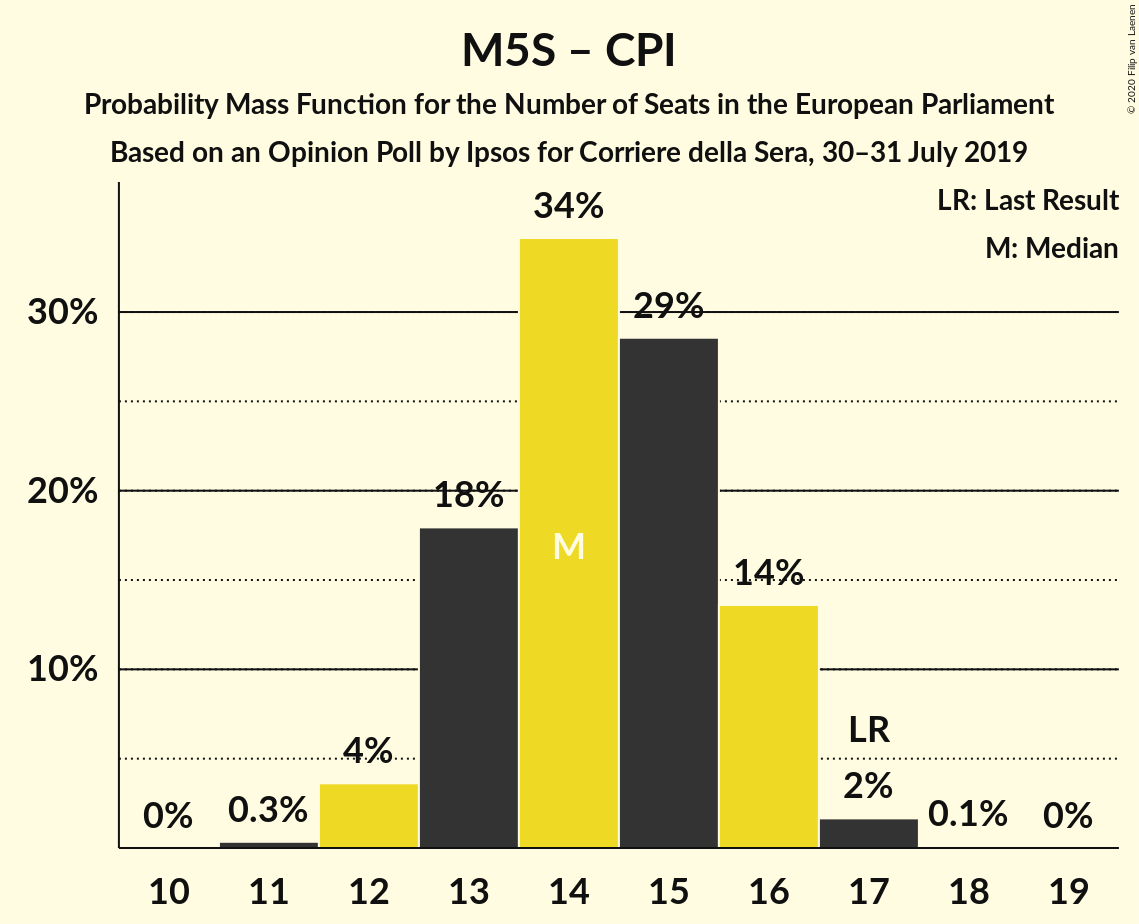 M5S – CPI
Probability Mass Function for the Number of Seats in the European Parliament
Based on an Opinion Poll by Ipsos for Corriere della Sera, 30–31 July 2019
© 2020 Filip van Laenen
LR: Last Result
M: Median
34%
30%
29%
20%
18%
M
14%
10%
LR
4%
2%
0%
0.3%
0.1%
0%
10 11 12 13 14 15 16 17 18 19